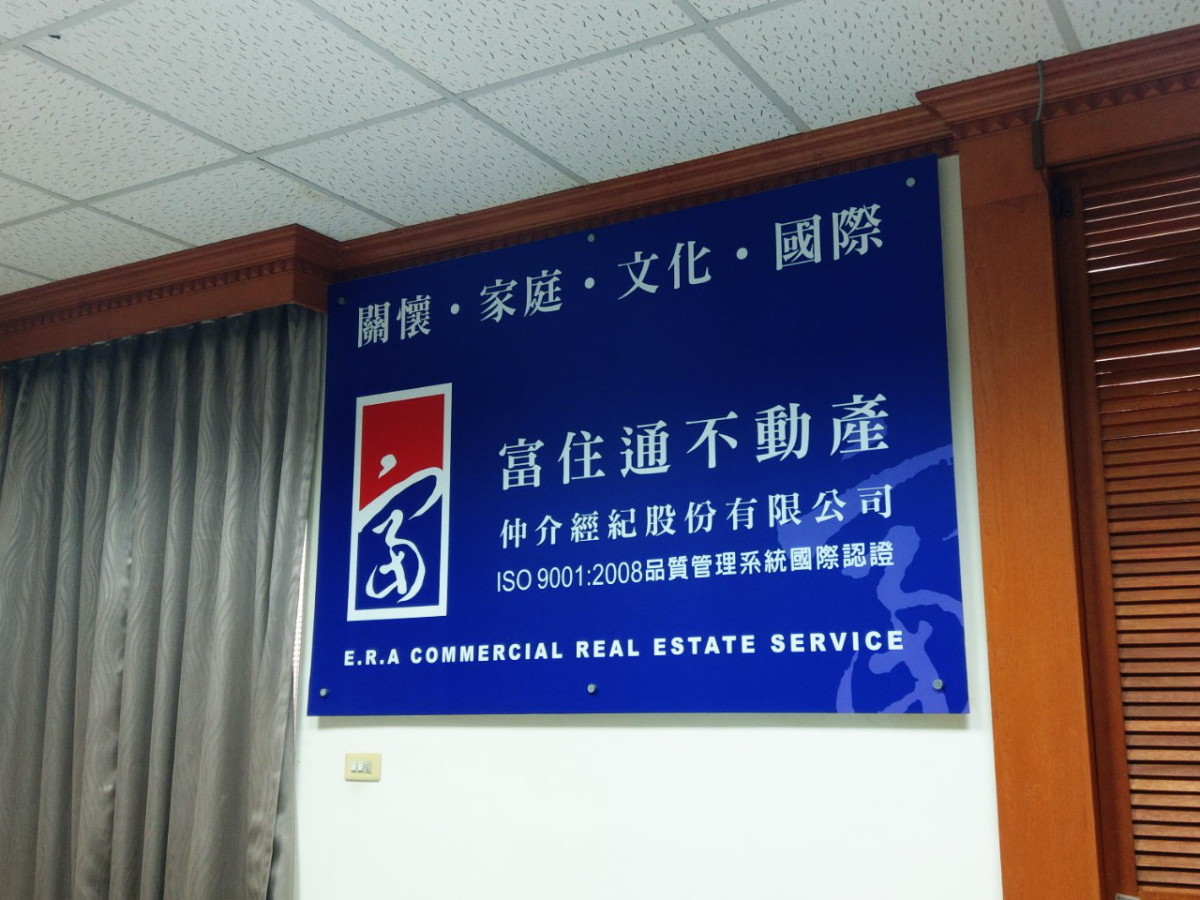 關懷・家庭・文化・國際
富
富住通不動產
仲介經紀股份有限公司
ISO 9001:2008品質管理系統國際認證
E.R.A COMMERCIAL REAL ESTATE SERVICE